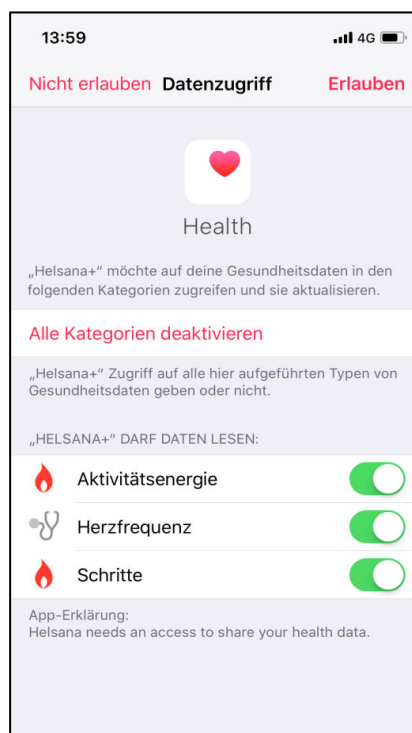 13:59 4G
Nicht erlauben Datenzugriff Erlauben
Health
„Helsana+“ möchte auf deine Gesundheitsdaten in den
folgenden Kategorien zugreifen und sie aktualisieren.
Alle Kategorien deaktivieren
„Helsana+“ Zugriff auf alle hier aufgeführten Typen von
Gesundheitsdaten geben oder nicht.
„HELSANA+“ DARF DATEN LESEN:
Aktivitätsenergie
Herzfrequenz
Schritte
App-Erklärung:
Helsana needs an access to share your health data.